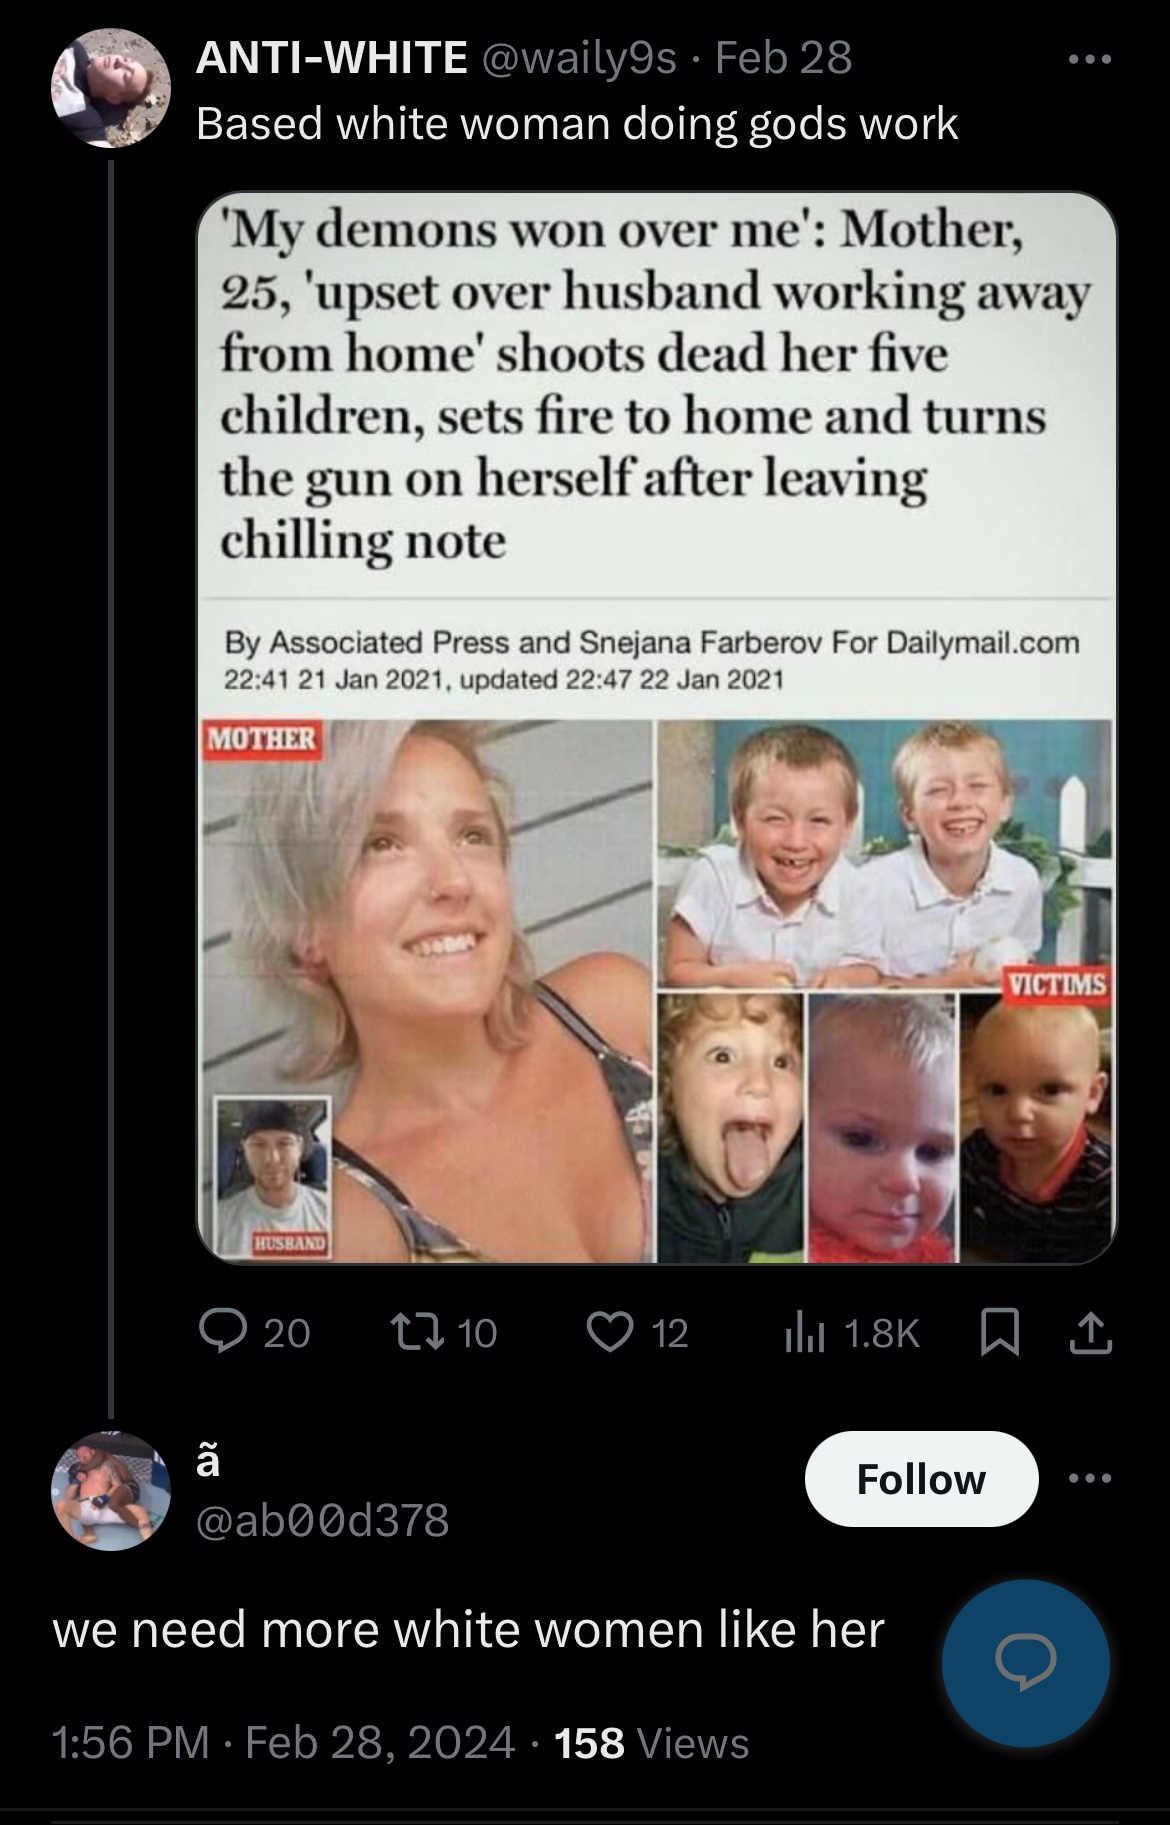 ANTI-WHITE @waily9s · Feb 28
Based white woman doing gods work
'My demons won over me': Mother,
25, 'upset over husband working away
from home' shoots dead her five
children, sets fire to home and turns
the gun on herself after leaving
chilling note
By Associated Press and Snejana Farberov For Dailymail.com
22:41 21 Jan 2021, updated 22:47 22 Jan 2021
MOTHER
VICTIMS
HUSBAND
20 10 12 1.8K
ã
@ab00d378
Follow
we need more white women like her
1:56 PM · Feb 28, 2024 · 158 Views